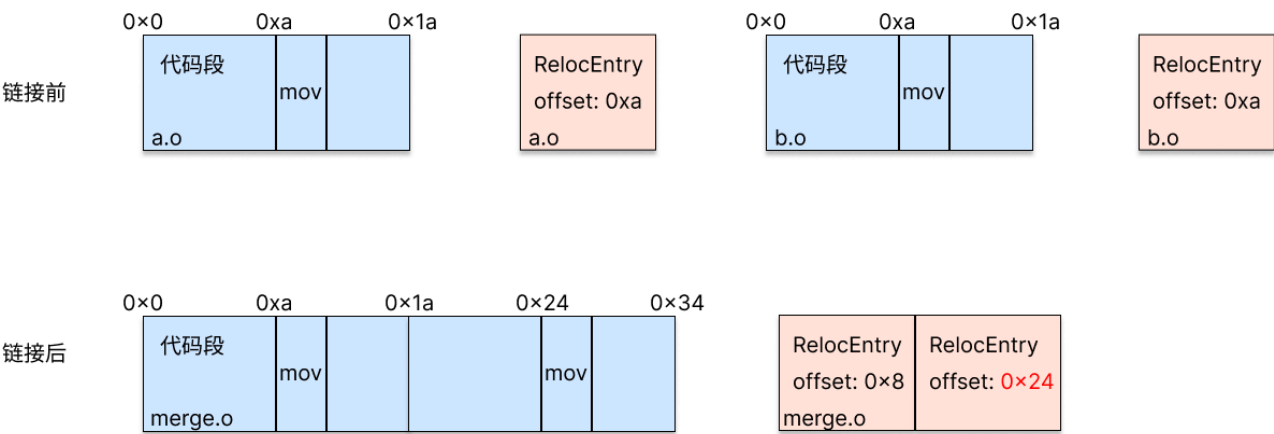 0×0 0xa 0×1a 0×0 0xa 0×1a
链接前
代码段
mov
a.o
RelocEntry
offset: 0xa
a.o
代码段
mov
b.o
RelocEntry
offset: 0xa
b.o
0×0 0xa 0×1a 0×24 0×34
链接后
代码段
mov
mov
merge.o
RelocEntry
offset: 0×8
merge.o
RelocEntry
offset: 0×24